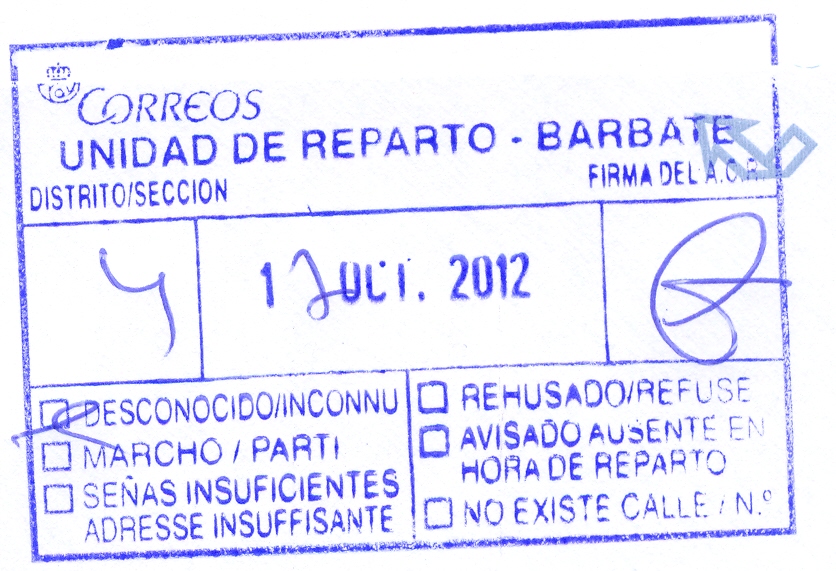 CORREOS
UNIDAD DE REPARTO - BARBATE
DISTRITO/SECCION
FIRMA DEL A.C.R.
4
1 OCT. 2012
DESCONOCIDO/INCONNU
MARCHO / PARTI
SEÑAS INSUFICIENTES
ADRESSE INSUFFISANTE
REHUSADO/REFUSE
AVISADO AUSENTE EN
HORA DE REPARTO
NO EXISTE CALLE / N.º